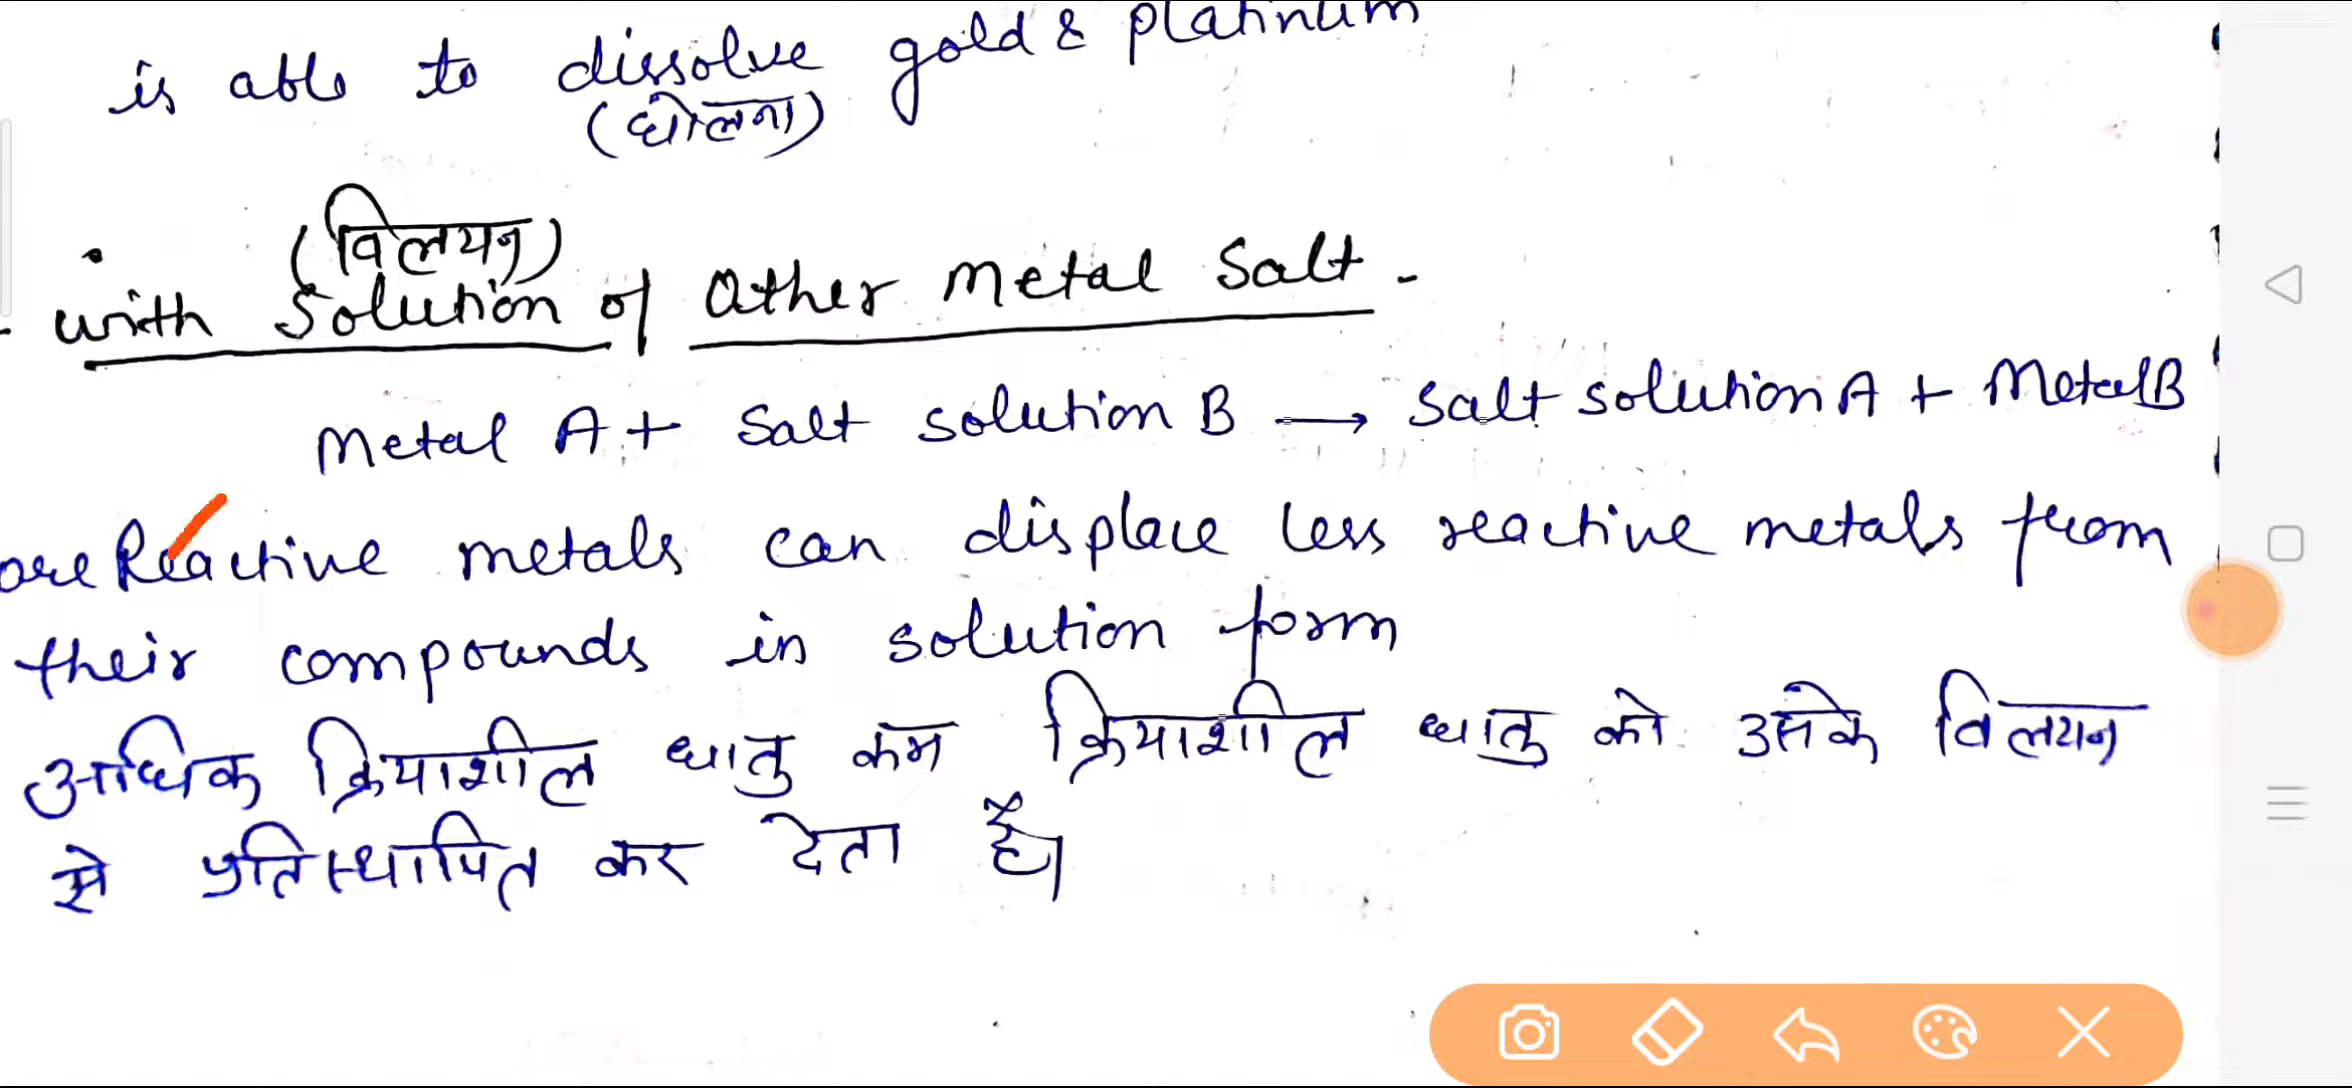 is able to dissolve gold & platinum
(घोलना)
(विलयन)
with Solution of Other metal Salt -
Metal A + Salt solution B → Salt solution A + Metal B
ore Reactive metals can displace less reactive metals from
their compounds in solution form
अधिक क्रियाशील धातु कम क्रियाशील धातु को उसके विलयन
से प्रतिस्थापित कर देता है।